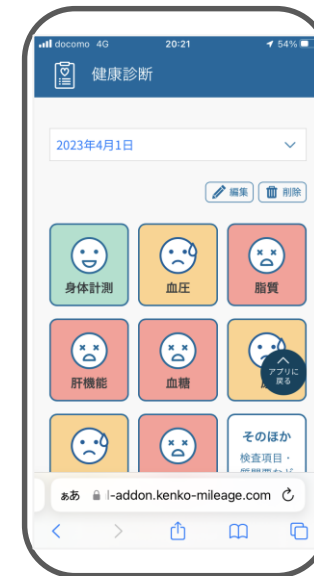 docomo 4G 20:21 54%
健康診断
2023年4月1日
編集 削除
身体計測 血圧 脂質
肝機能 血糖
アプリに
戻る
そのほか
検査項目・
ぁあ l-addon.kenko-mileage.com